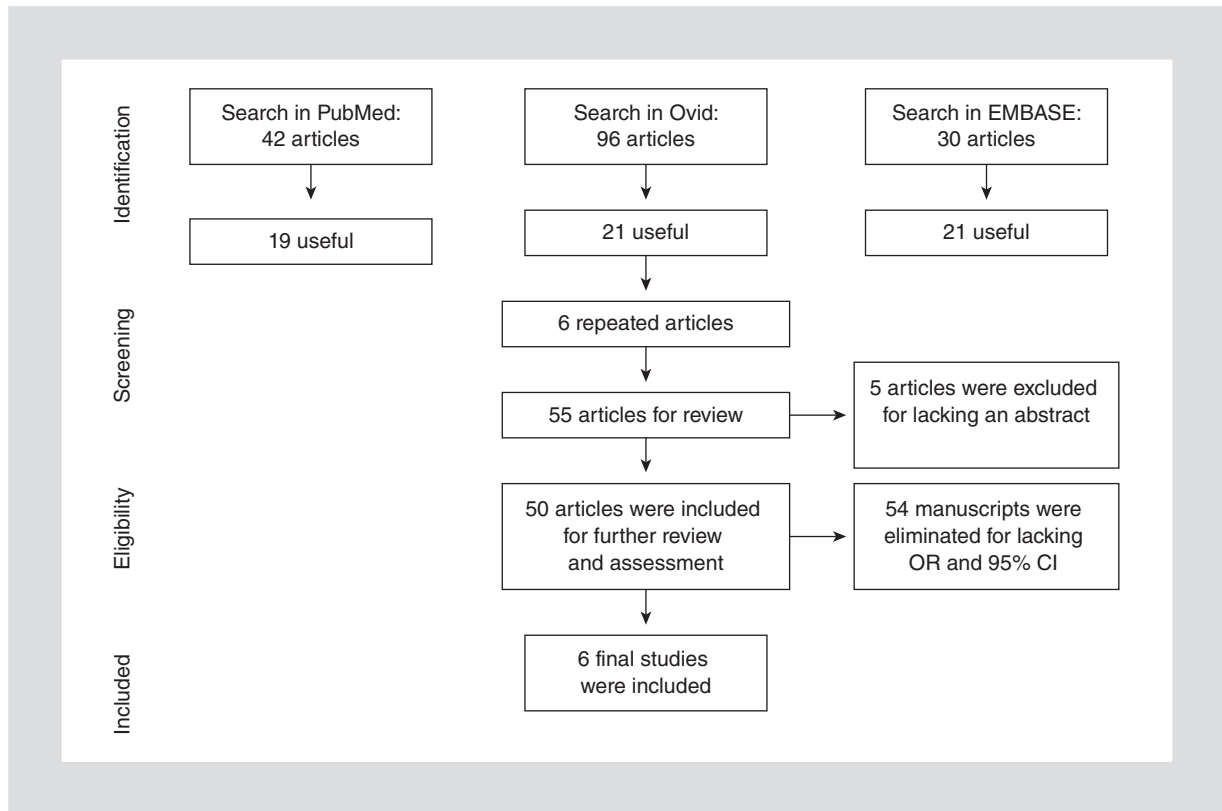 Identification
Search in PubMed:
42 articles
Search in Ovid:
96 articles
Search in EMBASE:
30 articles
19 useful
21 useful
21 useful
Screening
6 repeated articles
55 articles for review
5 articles were excluded
for lacking an abstract
Eligibility
50 articles were included
for further review
and assessment
54 manuscripts were
eliminated for lacking
OR and 95% CI
Included
6 final studies
were included